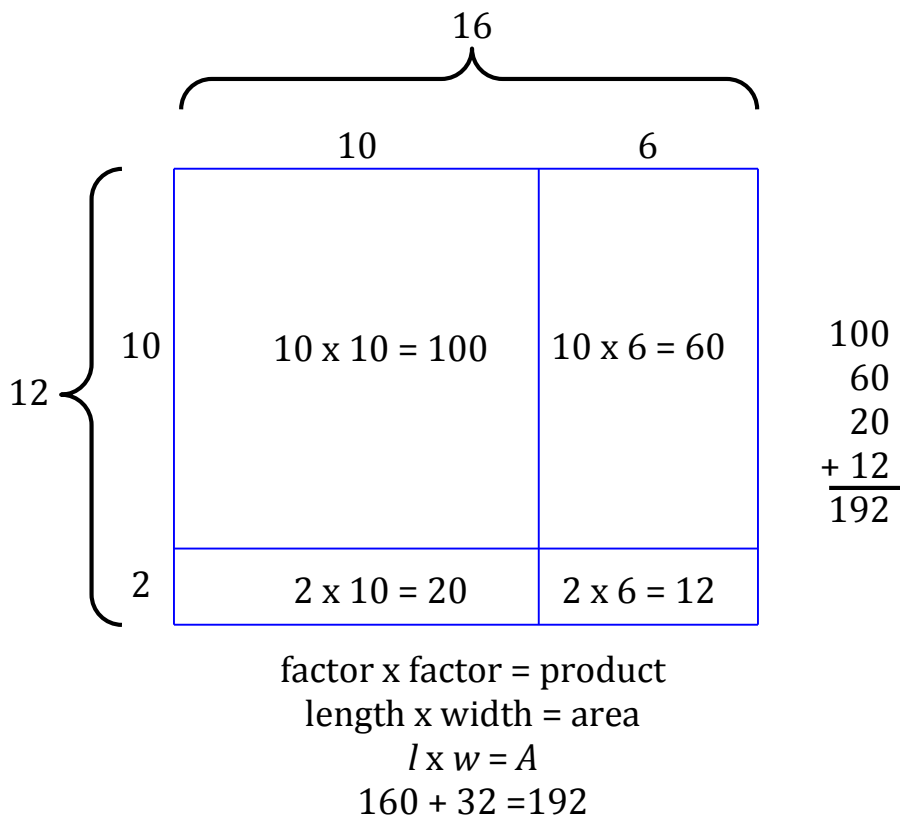 16
10 6
12
10
10 x 10 = 100
10 x 6 = 60
2
2 x 10 = 20
2 x 6 = 12
100
60
20
+ 12
192
factor x factor = product
length x width = area
l x w = A
160 + 32 =192